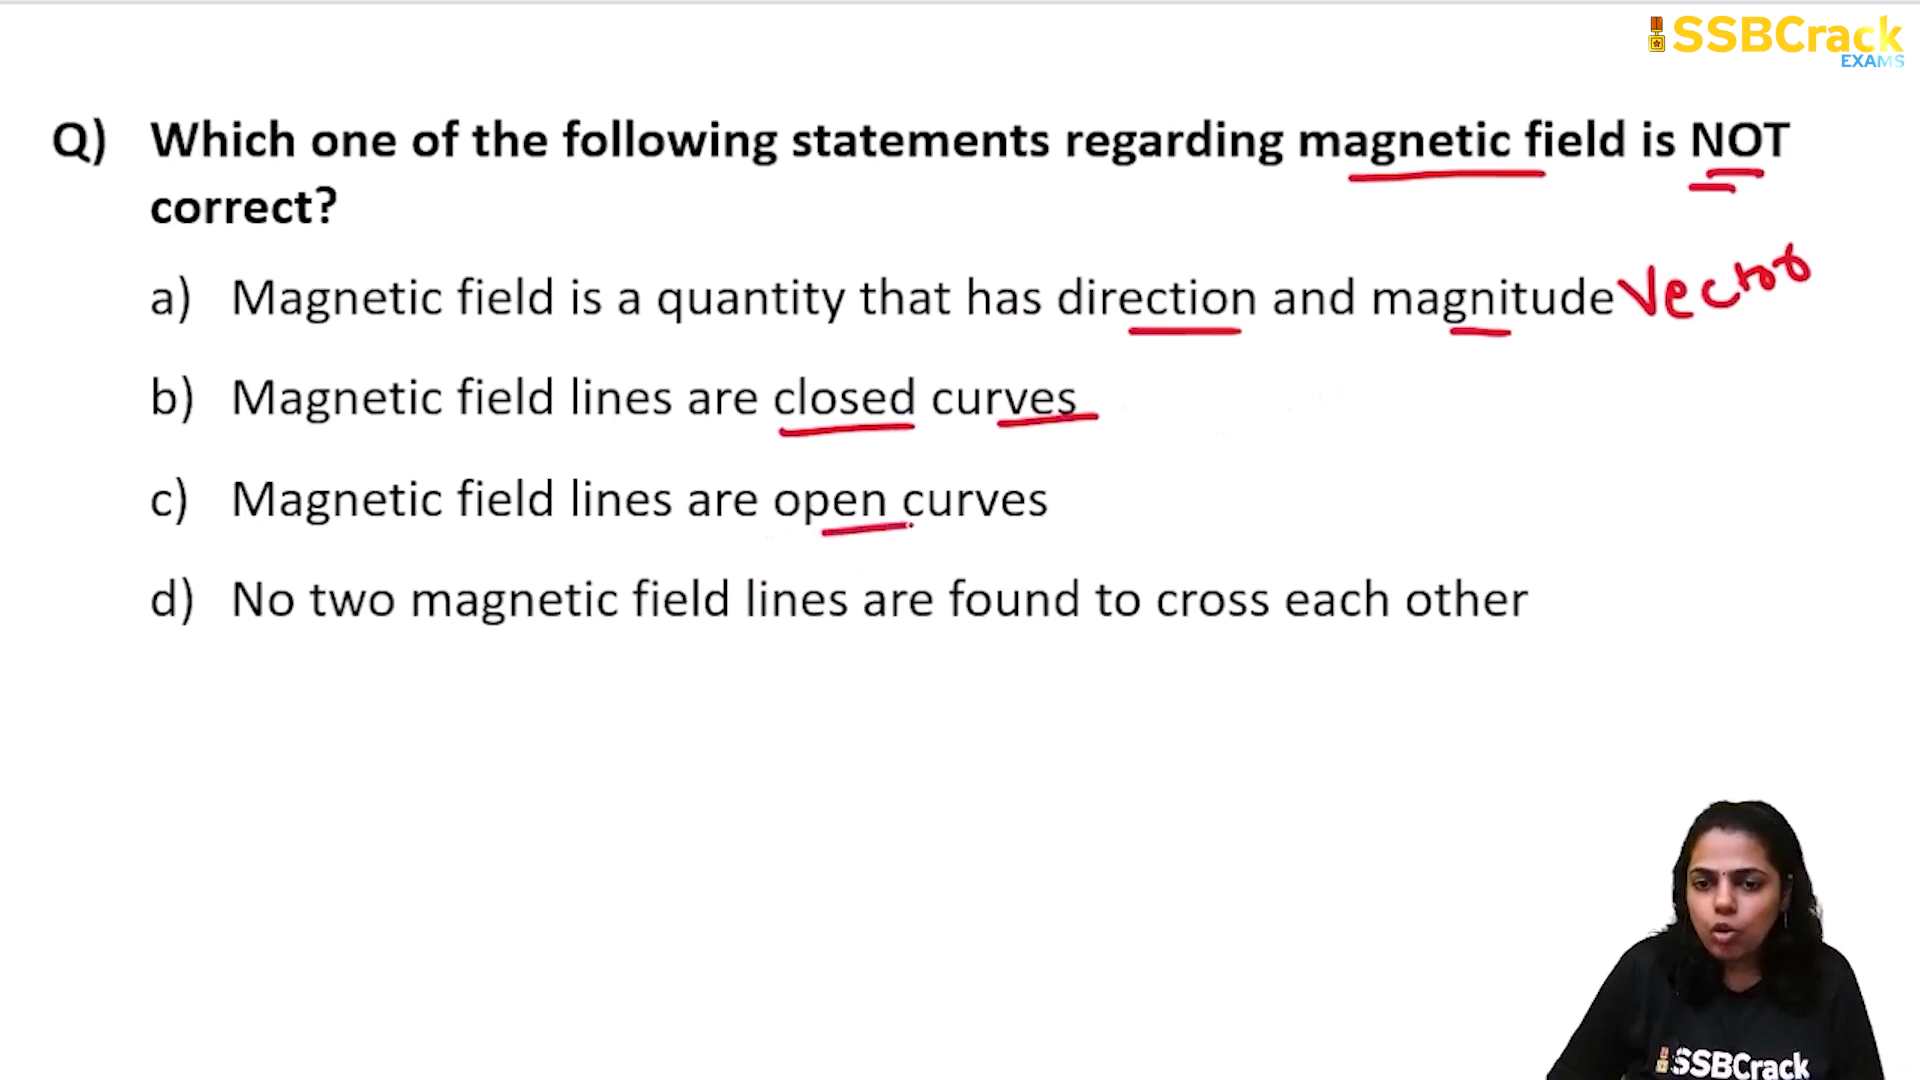 SSBCrack
EXAMS
Q) Which one of the following statements regarding magnetic field is NOT
correct?
a) Magnetic field is a quantity that has direction and magnitude Vector
b) Magnetic field lines are closed curves
c) Magnetic field lines are open curves
d) No two magnetic field lines are found to cross each other
SSBCrack